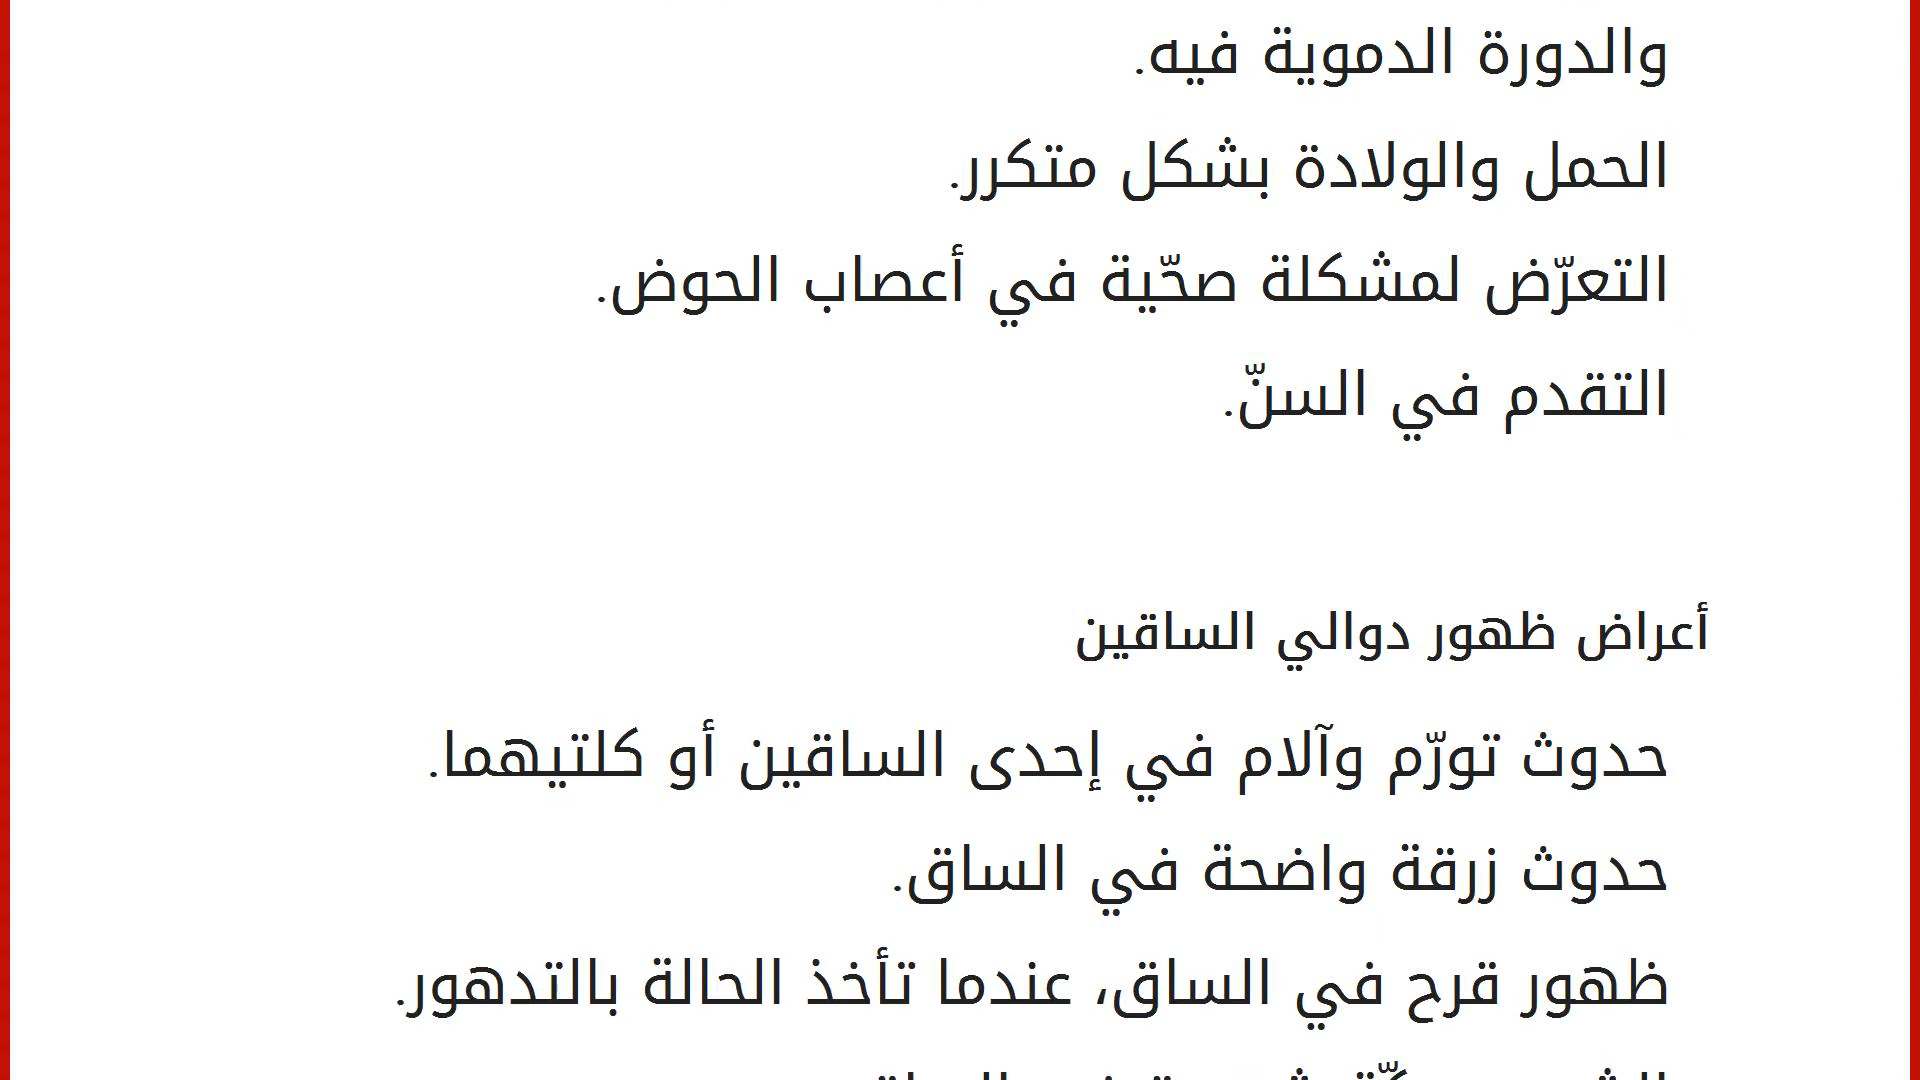 والدورة الدموية فيه.
الحمل والولادة بشكل متكرر.
التعرّض لمشكلة صحّية في أعصاب الحوض.
التقدم في السنّ.
أعراض ظهور دوالي الساقين
حدوث تورّم وآلام في إحدى الساقين أو كلتيهما.
حدوث زرقة واضحة في الساق.
ظهور قرح في الساق، عندما تأخذ الحالة بالتدهور.